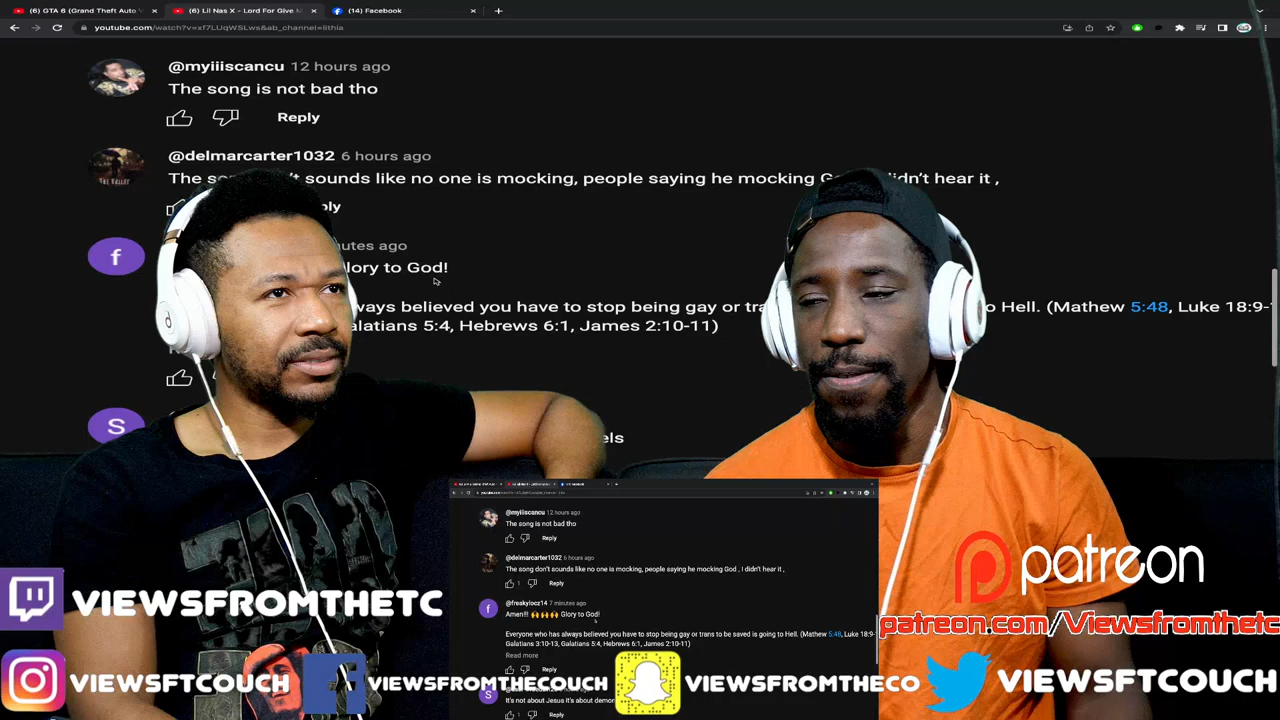 (6) GTA 6 (Grand Theft Auto V
(6) Lil Nas X - Lord For Give M
(14) Facebook
youtube.com/watch?v=xf7LUqWSLws&ab_channel=lithia
@myiiiscancu 12 hours ago
The song is not bad tho
Reply
@delmarcarter1032 6 hours ago
The so 't sounds like no one is mocking, people saying he mocking G didn't hear it ,
ply
f
nutes ago
lory to God!
ways believed you have to stop being gay or tra o Hell. (Mathew 5:48, Luke 18:9-
alatians 5:4, Hebrews 6:1, James 2:10-11)
S
els
@myiiiscancu 12 hours ago
The song is not bad tho
Reply
@delmarcarter1032 6 hours ago
The song don't sounds like no one is mocking, people saying he mocking God , I didn't hear it ,
1 Reply
f
@freakylocz14 7 minutes ago
Amen!!! 🙌 🙌 🙌 Glory to God!
Everyone who has always believed you have to stop being gay or trans to be saved is going to Hell. (Mathew 5:48, Luke 18:9-
Galatians 3:10-13, Galatians 5:4, Hebrews 6:1, James 2:10-11)
Read more
Reply
S
It's not about Jesus it's about demon
1 Reply
patreon
patreon.com/Viewsfromthetc
VIEWSFROMTHETC
VIEWSFTCOUCH
VIEWSFROMTHECOUCH
VIEWSFROMTHECO
VIEWSFTCOUCH